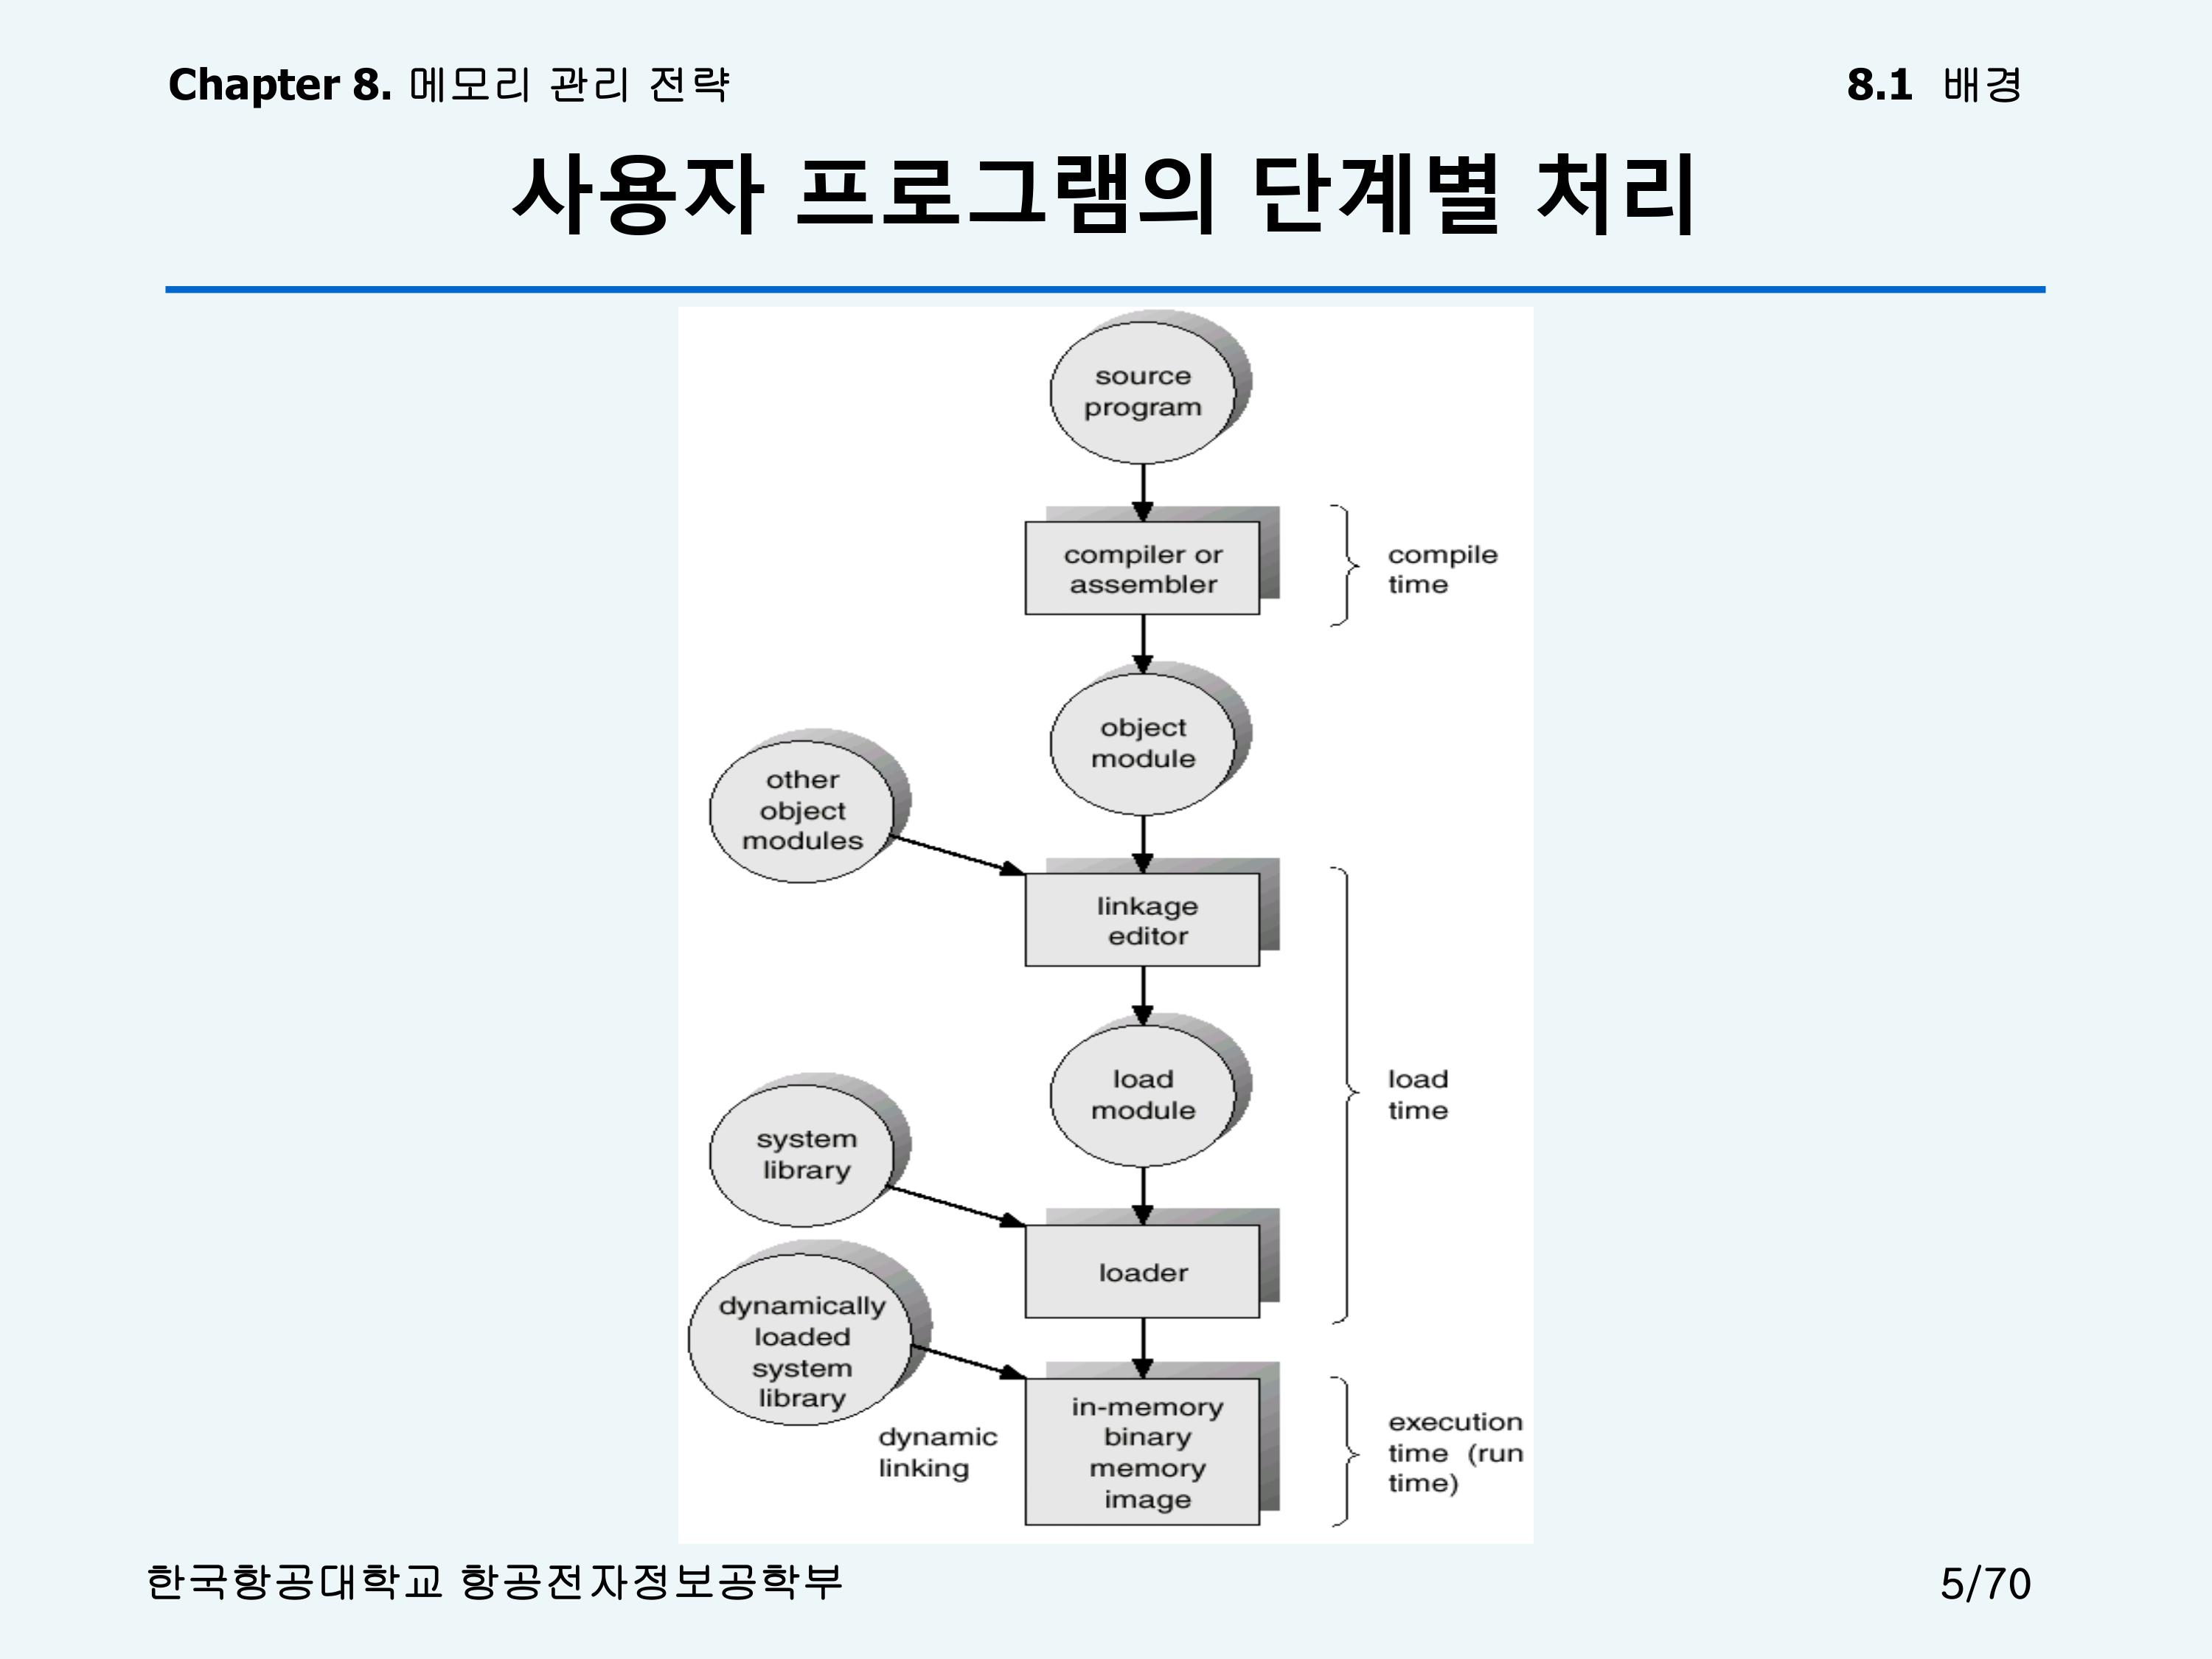 Chapter 8. 메모리 관리 전략
8.1 배경
사용자 프로그램의 단계별 처리
source
program
compiler or
assembler
compile
time
object
module
other
object
modules
linkage
editor
load
module
load
time
system
library
loader
dynamically
loaded
system
library
dynamic
linking
in-memory
binary
memory
image
execution
time (run
time)
한국항공대학교 항공전자정보공학부
5/70